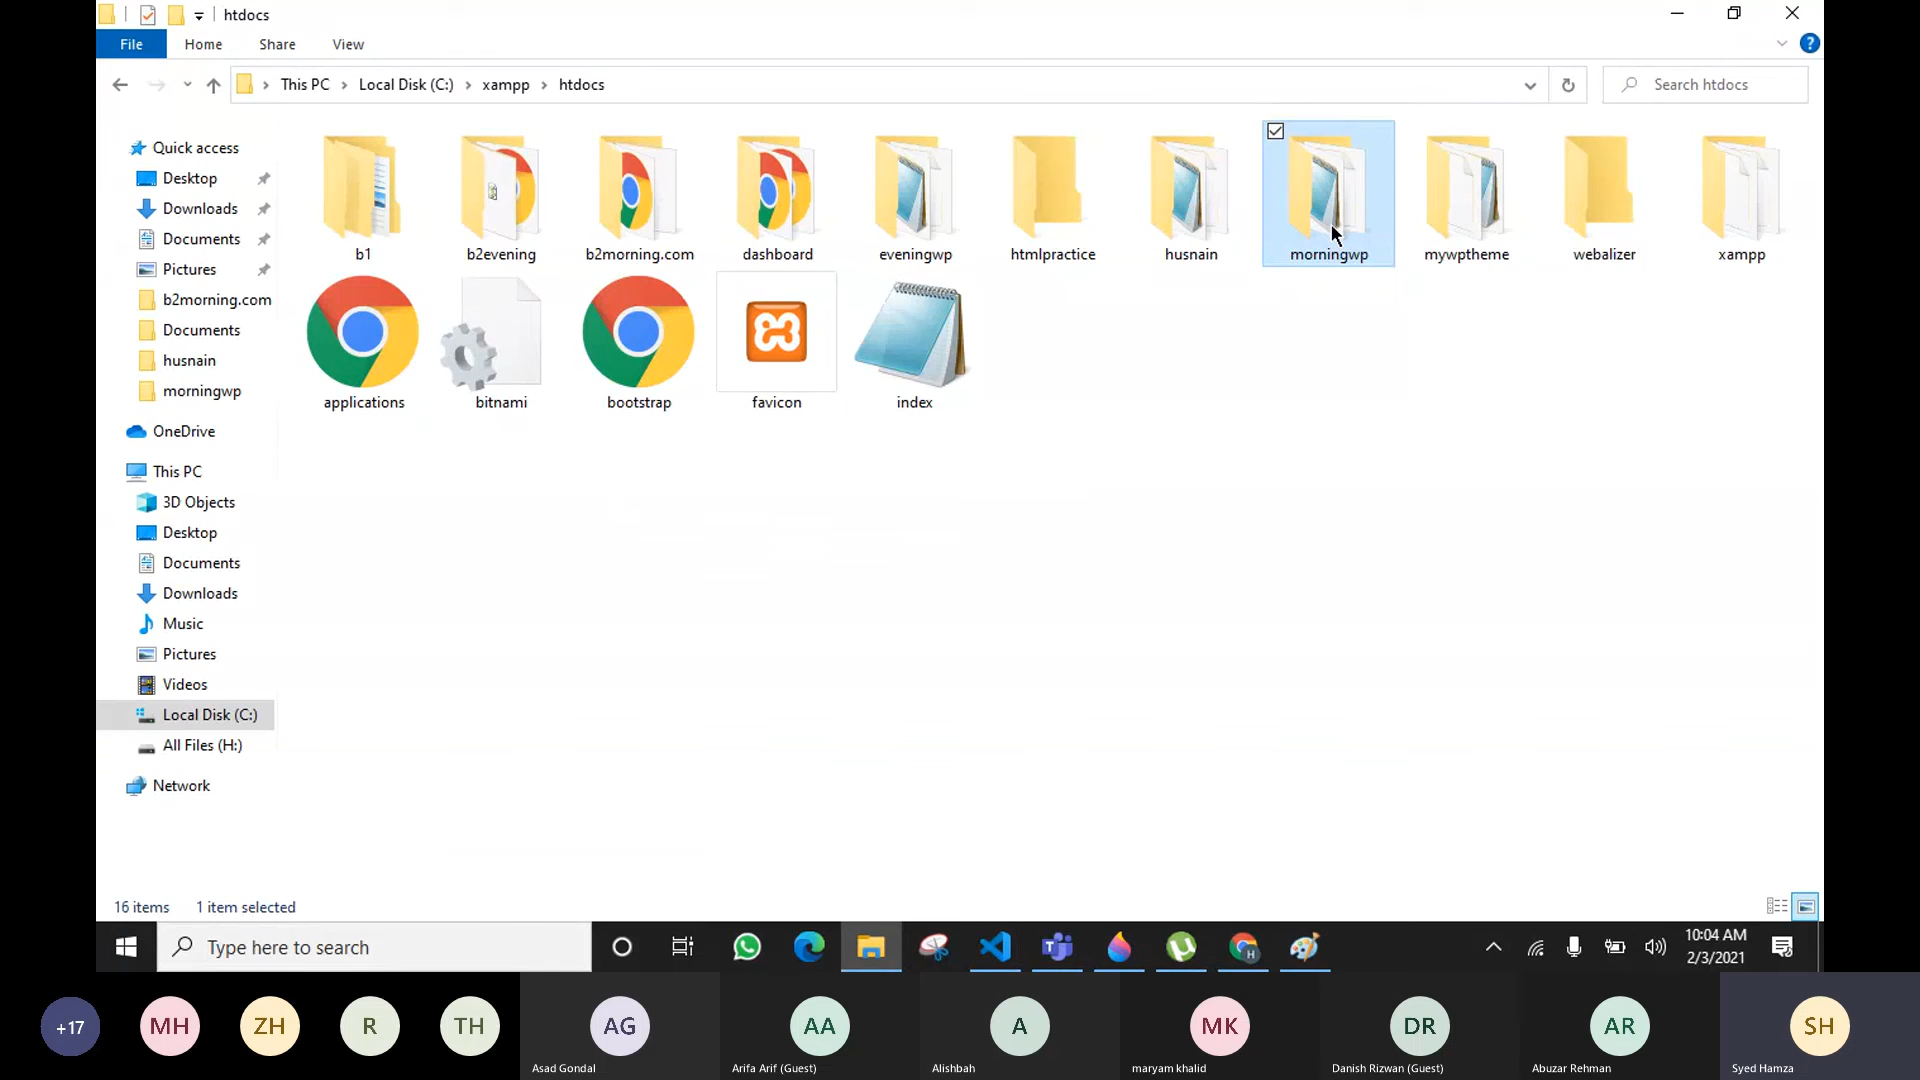 htdocs
File
Home
Share
View
This PC
Local Disk (C:)
xampp
htdocs
Search htdocs
Quick access
Desktop
Downloads
Documents
Pictures
b2morning.com
Documents
husnain
morningwp
OneDrive
This PC
3D Objects
Desktop
Documents
Downloads
Music
Pictures
Videos
Local Disk (C:)
All Files (H:)
Network
b1
b2evening
b2morning.com
dashboard
eveningwp
htmlpractice
husnain
morningwp
mywptheme
webalizer
xampp
applications
bitnami
bootstrap
favicon
index
16 items
1 item selected
Type here to search
10:04 AM
2/3/2021
+17
MH
ZH
R
TH
AG
Asad Gondal
AA
Arifa Arif (Guest)
A
Alishbah
MK
maryam khalid
DR
Danish Rizwan (Guest)
AR
Abuzar Rehman
SH
Syed Hamza